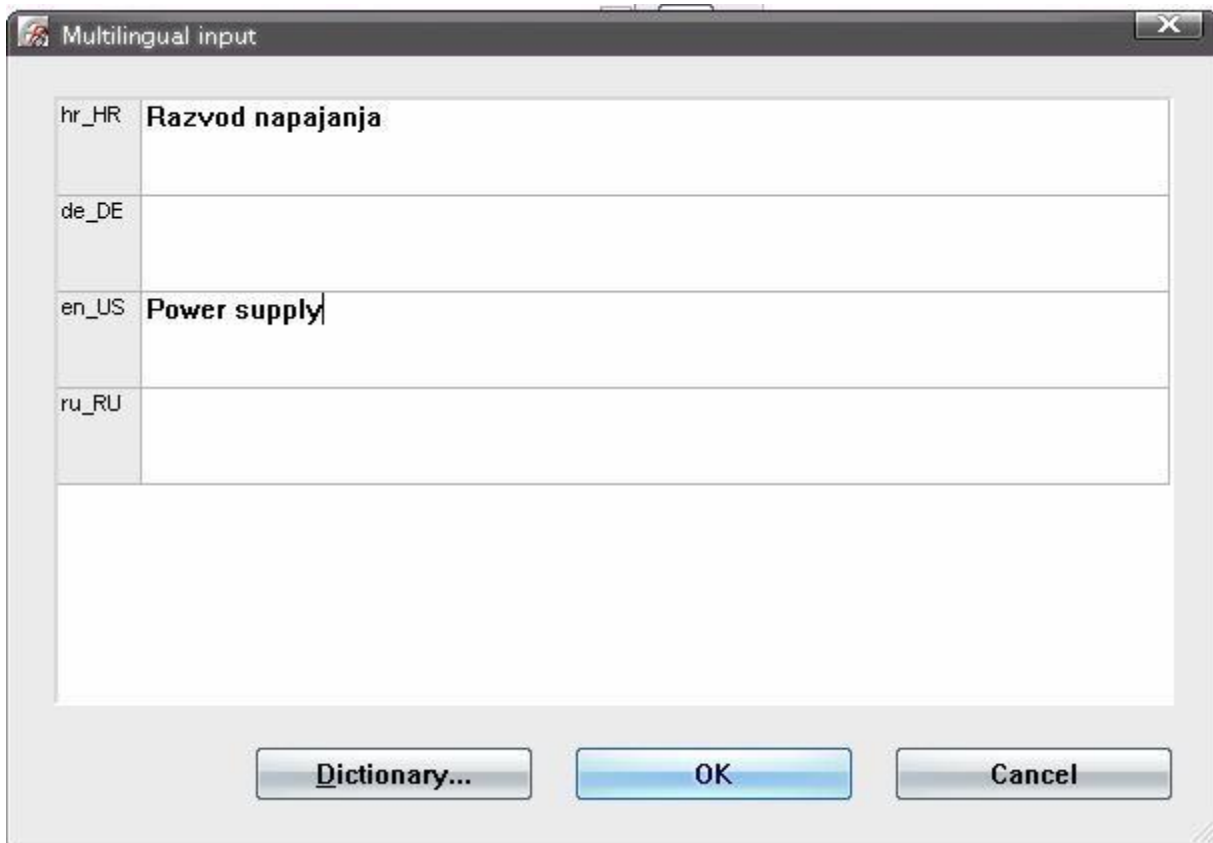 Multilingual input
hr_HR Razvod napajanja
de_DE
en_US Power supply
ru_RU
Dictionary... OK Cancel